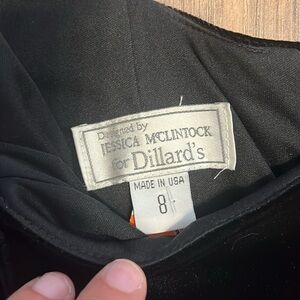 Designed by
JESSICA McCLINTOCK
for Dillard's
MADE IN USA
8